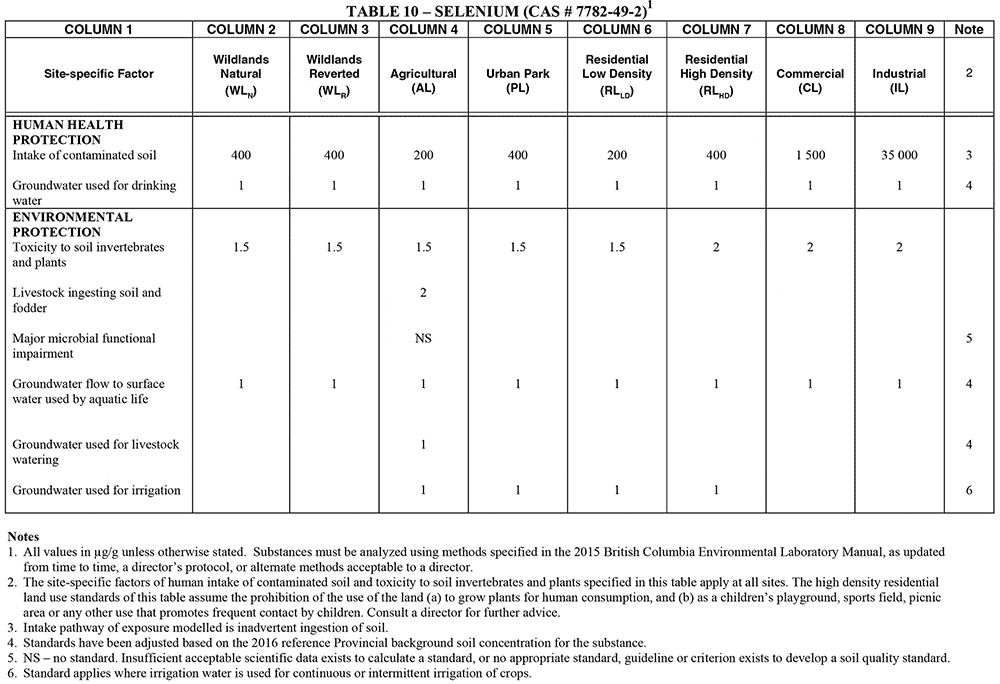 TABLE 10 – SELENIUM (CAS # 7782-49-2)1
COLUMN 1 COLUMN 2 COLUMN 3 COLUMN 4 COLUMN 5 COLUMN 6 COLUMN 7 COLUMN 8 COLUMN 9 Note
Site-specific Factor Wildlands Natural (WLN) Wildlands Reverted (WLR) Agricultural (AL) Urban Park (PL) Residential Low Density (RLLD) Residential High Density (RLHD) Commercial (CL) Industrial (IL) 2
HUMAN HEALTH
PROTECTION
Intake of contaminated soil 400 400 200 400 200 400 1 500 35 000 3
Groundwater used for drinking 1 1 1 1 1 1 1 1 4
water
ENVIRONMENTAL
PROTECTION
Toxicity to soil invertebrates 1.5 1.5 1.5 1.5 1.5 2 2 2
and plants
Livestock ingesting soil and 2
fodder
Major microbial functional NS 5
impairment
Groundwater flow to surface 1 1 1 1 1 1 1 1 4
water used by aquatic life
Groundwater used for livestock 1 4
watering
Groundwater used for irrigation 1 1 1 1 6
Notes
1. All values in µg/g unless otherwise stated. Substances must be analyzed using methods specified in the 2015 British Columbia Environmental Laboratory Manual, as updated
from time to time, a director's protocol, or alternate methods acceptable to a director.
2. The site-specific factors of human intake of contaminated soil and toxicity to soil invertebrates and plants specified in this table apply at all sites. The high density residential
land use standards of this table assume the prohibition of the use of the land (a) to grow plants for human consumption, and (b) as a children's playground, sports field, picnic
area or any other use that promotes frequent contact by children. Consult a director for further advice.
3. Intake pathway of exposure modelled is inadvertent ingestion of soil.
4. Standards have been adjusted based on the 2016 reference Provincial background soil concentration for the substance.
5. NS – no standard. Insufficient acceptable scientific data exists to calculate a standard, or no appropriate standard, guideline or criterion exists to develop a soil quality standard.
6. Standard applies where irrigation water is used for continuous or intermittent irrigation of crops.